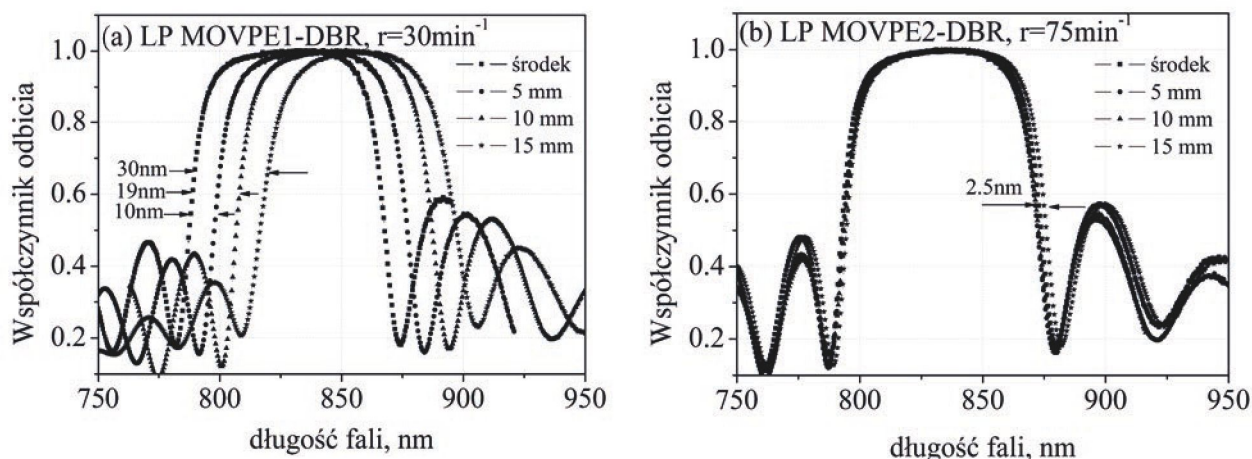 (a) LP MOVPE1-DBR, r=30min⁻¹
Współczynnik odbicia
1.0
0.8
0.6
0.4
0.2
środek
5 mm
10 mm
15 mm
30nm
19nm
10nm
750 800 850 900 950
długość fali, nm
(b) LP MOVPE2-DBR, r=75min⁻¹
Współczynnik odbicia
1.0
0.8
0.6
0.4
0.2
środek
5 mm
10 mm
15 mm
2.5nm
750 800 850 900 950
długość fali, nm